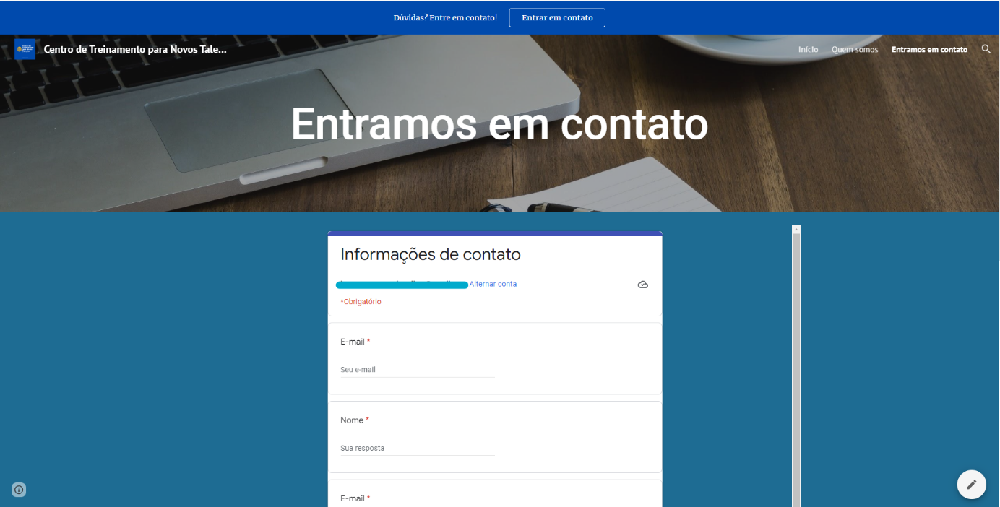 Dúvidas? Entre em contato! Entrar em contato
Centro de Treinamento para Novos Tale... Início Quem somos Entramos em contato
Entramos em contato
Informações de contato
Alternar conta
*Obrigatório
E-mail *
Seu e-mail
Nome *
Sua resposta
E-mail *